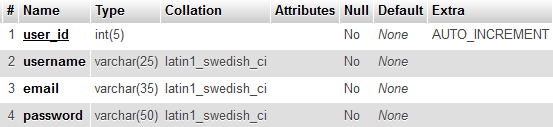 # Name Type Collation Attributes Null Default Extra
1 user_id int(5) No None AUTO_INCREMENT
2 username varchar(25) latin1_swedish_ci No None
3 email varchar(35) latin1_swedish_ci No None
4 password varchar(50) latin1_swedish_ci No None